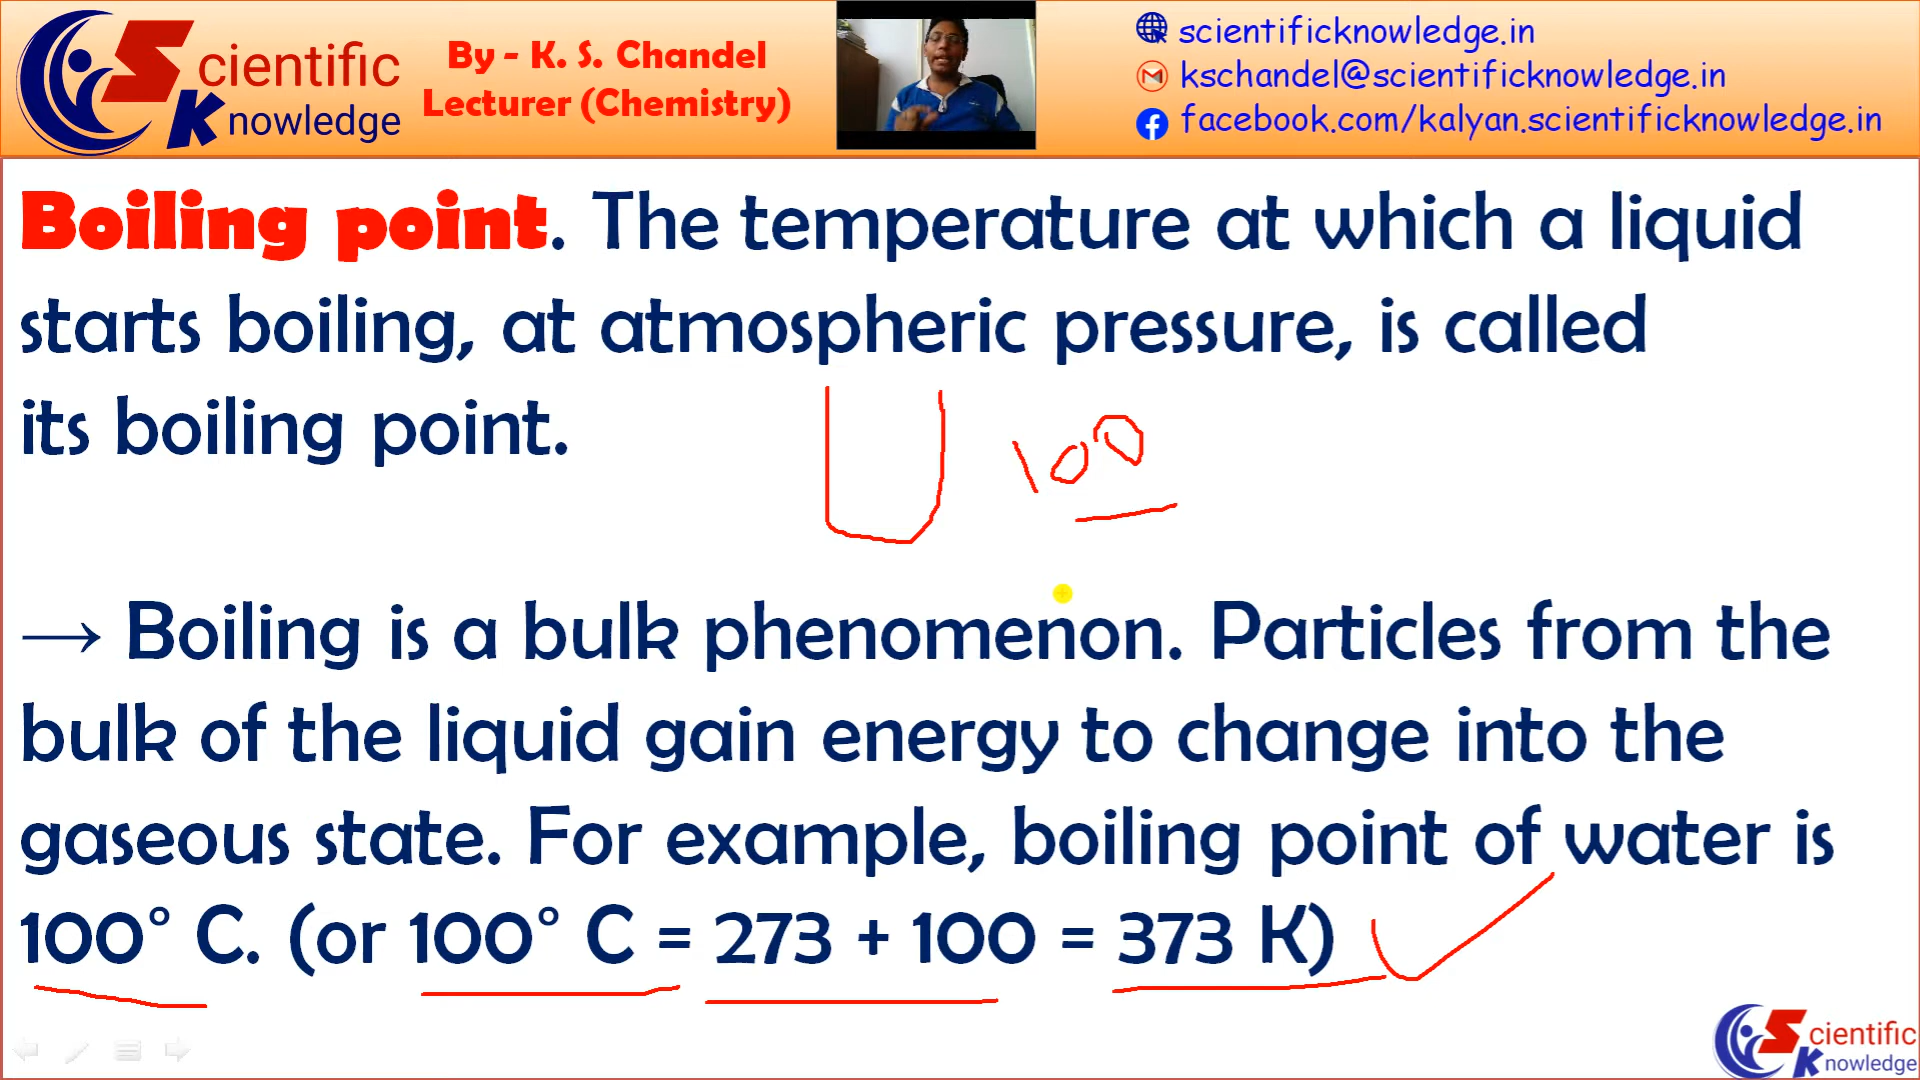 Scientific
Knowledge
By - K. S. Chandel
Lecturer (Chemistry)
scientificknowledge.in
kschandel@scientificknowledge.in
facebook.com/kalyan.scientificknowledge.in
Boiling point. The temperature at which a liquid
starts boiling, at atmospheric pressure, is called
its boiling point.
100
→ Boiling is a bulk phenomenon. Particles from the
bulk of the liquid gain energy to change into the
gaseous state. For example, boiling point of water is
100° C. (or 100° C = 273 + 100 = 373 K)
Scientific
Knowledge